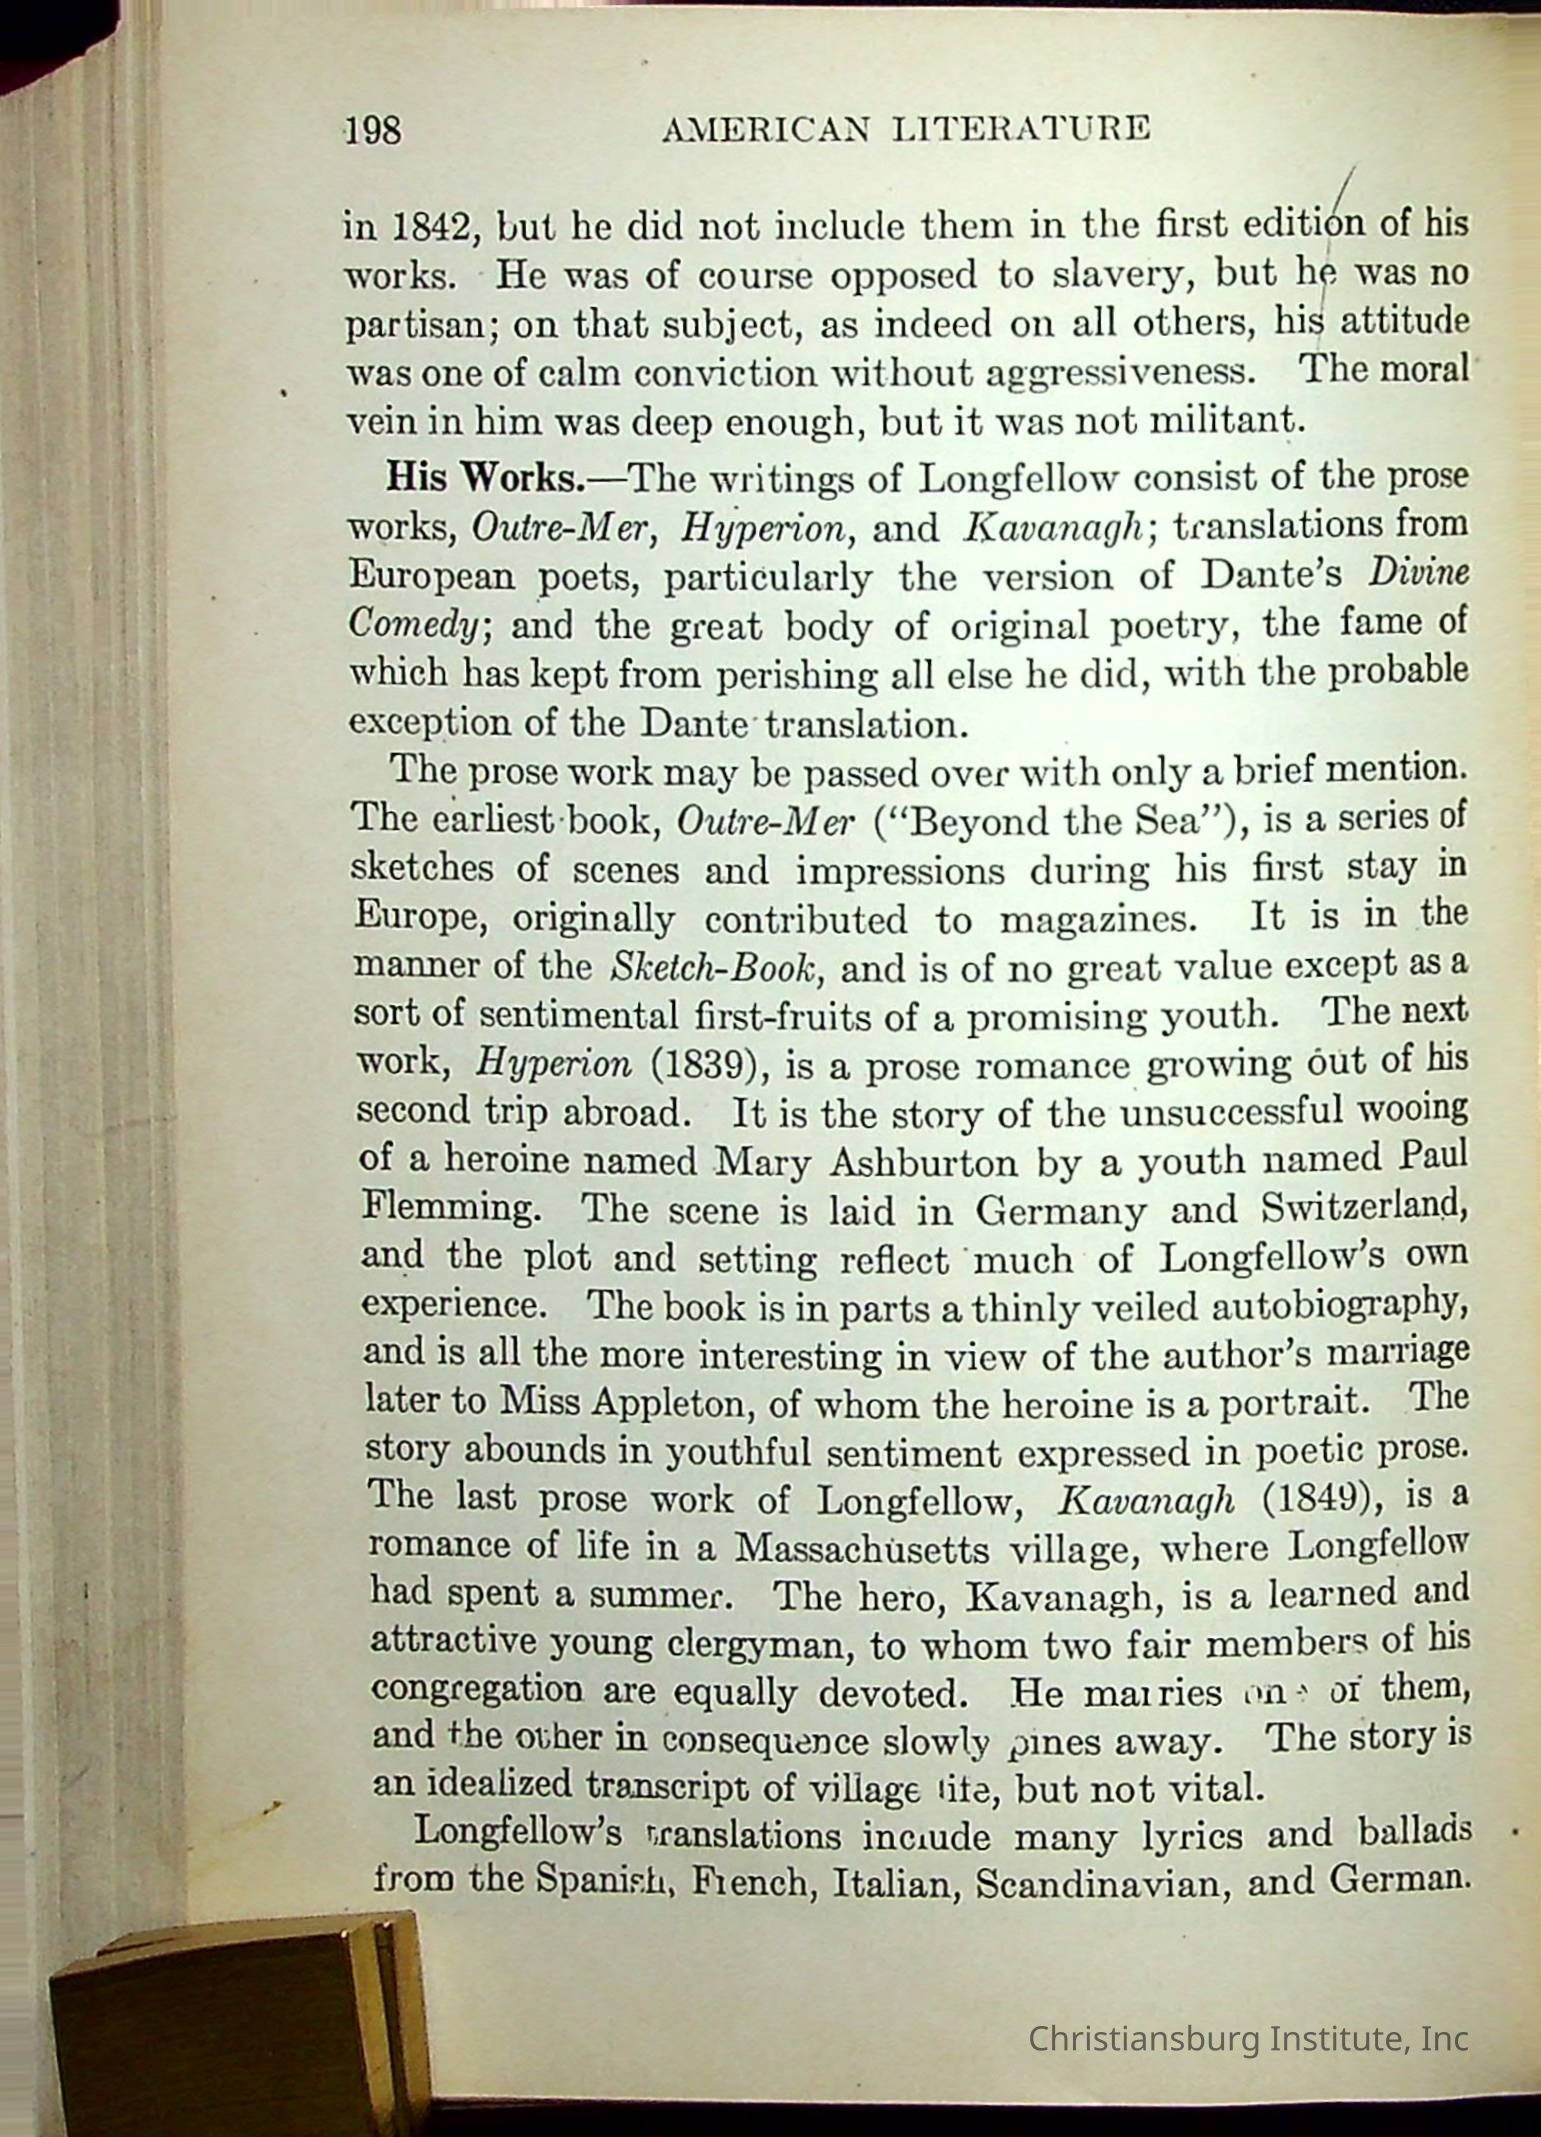 198 AMERICAN LITERATURE
in 1842, but he did not include them in the first edition of his
works. He was of course opposed to slavery, but he was no
partisan; on that subject, as indeed on all others, his attitude
was one of calm conviction without aggressiveness. The moral
vein in him was deep enough, but it was not militant.
His Works.—The writings of Longfellow consist of the prose
works, Outre-Mer, Hyperion, and Kavanagh; translations from
European poets, particularly the version of Dante's Divine
Comedy; and the great body of original poetry, the fame of
which has kept from perishing all else he did, with the probable
exception of the Dante translation.
The prose work may be passed over with only a brief mention.
The earliest book, Outre-Mer ("Beyond the Sea"), is a series of
sketches of scenes and impressions during his first stay in
Europe, originally contributed to magazines. It is in the
manner of the Sketch-Book, and is of no great value except as a
sort of sentimental first-fruits of a promising youth. The next
work, Hyperion (1839), is a prose romance growing out of his
second trip abroad. It is the story of the unsuccessful wooing
of a heroine named Mary Ashburton by a youth named Paul
Flemming. The scene is laid in Germany and Switzerland,
and the plot and setting reflect much of Longfellow's own
experience. The book is in parts a thinly veiled autobiography,
and is all the more interesting in view of the author's marriage
later to Miss Appleton, of whom the heroine is a portrait. The
story abounds in youthful sentiment expressed in poetic prose.
The last prose work of Longfellow, Kavanagh (1849), is a
romance of life in a Massachusetts village, where Longfellow
had spent a summer. The hero, Kavanagh, is a learned and
attractive young clergyman, to whom two fair members of his
congregation are equally devoted. He marries one of them,
and the other in consequence slowly pines away. The story is
an idealized transcript of village life, but not vital.
Longfellow's translations include many lyrics and ballads
from the Spanish, French, Italian, Scandinavian, and German.
Christiansburg Institute, Inc